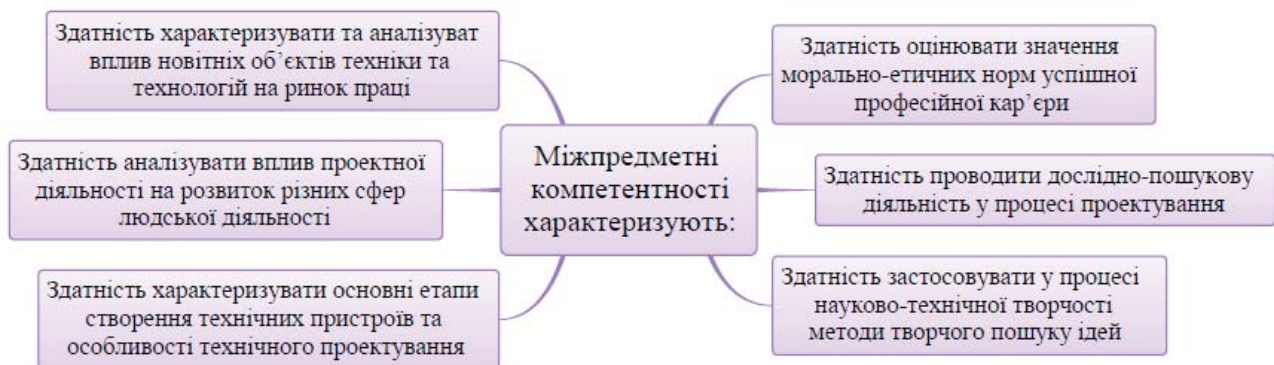 Здатність характеризувати та аналізуват
вплив новітніх об’єктів техніки та
технологій на ринок праці
Здатність аналізувати вплив проектної
діяльності на розвиток різних сфер
людської діяльності
Здатність характеризувати основні етапи
створення технічних пристроїв та
особливості технічного проектування
Міжпредметні
компетентності
характеризують:
Здатність оцінювати значення
морально-етичних норм успішної
професійної кар’єри
Здатність проводити дослідно-пошукову
діяльність у процесі проектування
Здатність застосовувати у процесі
науково-технічної творчості
методи творчого пошуку ідей